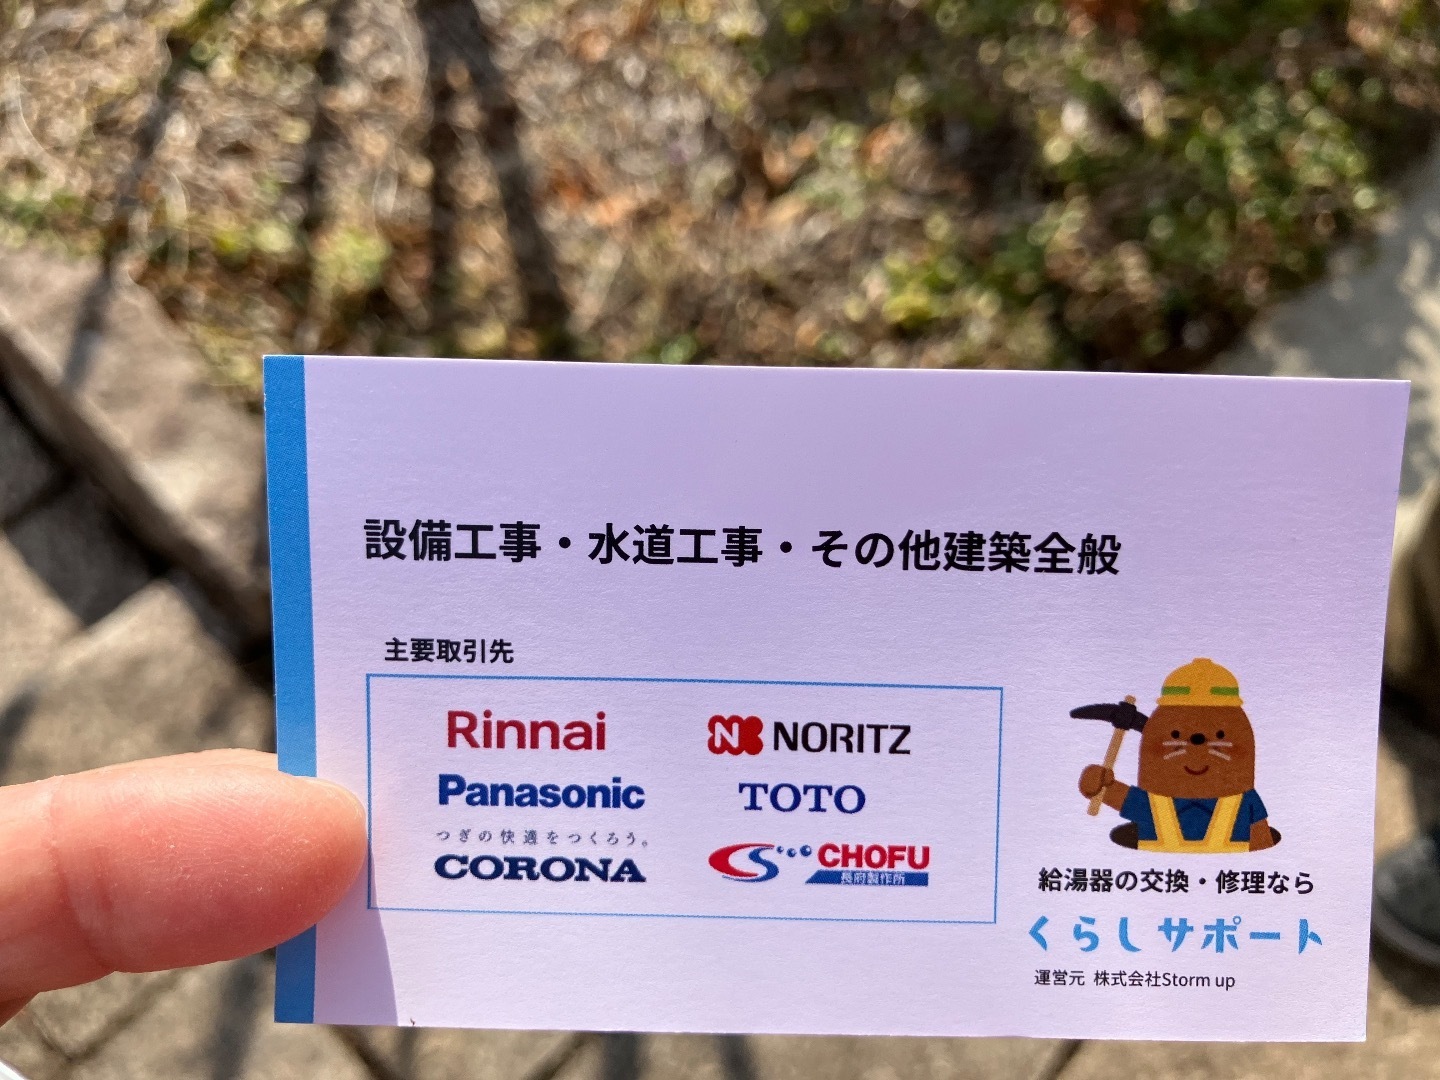 設備工事・水道工事・その他建築全般
主要取引先
Rinnai
NORITZ
Panasonic
TOTO
つぎの快適をつくろう。
CORONA
CHOFU
長府製作所
給湯器の交換・修理なら
くらしサポート
運営元 株式会社Storm up